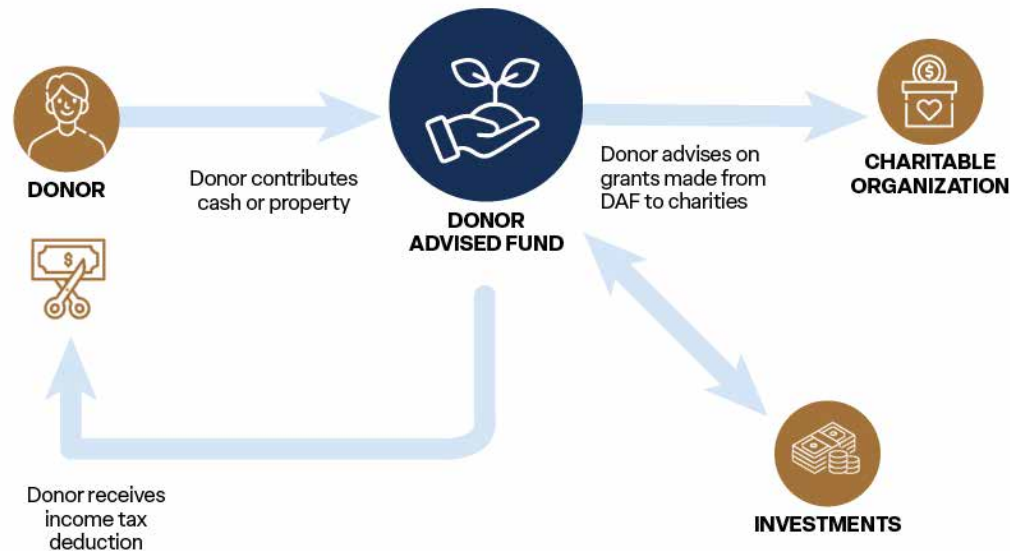 DONOR
Donor contributes
cash or property
DONOR
ADVISED FUND
Donor advises on
grants made from
DAF to charities
$
CHARITABLE
ORGANIZATION
$
Donor receives
income tax
deduction
INVESTMENTS